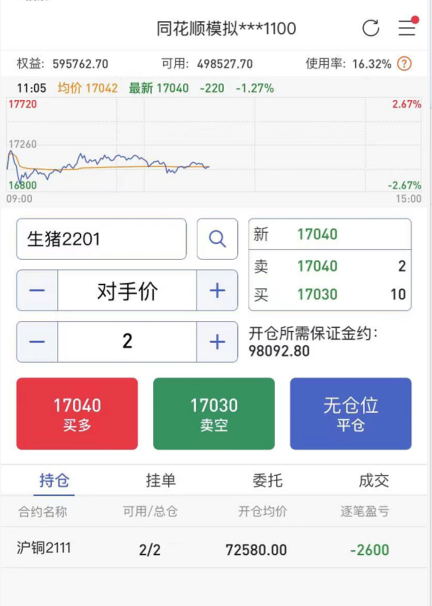 同花顺模拟***1100
权益: 595762.70 可用: 498527.70 使用率: 16.32% ?
11:05 均价 17042 最新 17040 -220 -1.27%
17720 2.67%
17260
16800 -2.67%
09:00 15:00
生猪2201
新 17040
卖 17040 2
买 17030 10
− 对手价 +
− 2 +
开仓所需保证金约:
98092.80
17040 17030 无仓位
买多 卖空 平仓
持仓 挂单 委托 成交
合约名称 可用/总仓 开仓均价 逐笔盈亏
沪铜2111 2/2 72580.00 -2600